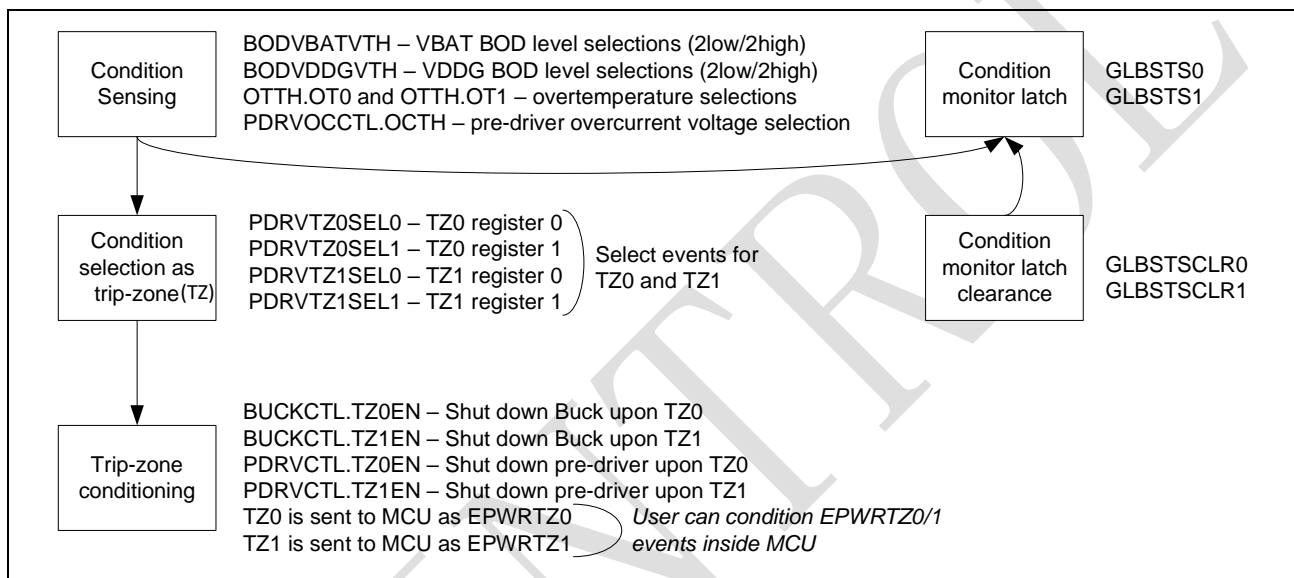 Condition
Sensing
BODVBATVTH – VBAT BOD level selections (2low/2high)
BODVDDGVTH – VDDG BOD level selections (2low/2high)
OTTH.OT0 and OTTH.OT1 – overtemperature selections
PDRVOCCTL.OCTH – pre-driver overcurrent voltage selection
Condition
monitor latch
GLBSTS0
GLBSTS1
Condition
selection as
trip-zone(TZ)
PDRVTZ0SEL0 – TZ0 register 0
PDRVTZ0SEL1 – TZ0 register 1
PDRVTZ1SEL0 – TZ1 register 0
PDRVTZ1SEL1 – TZ1 register 1
Select events for
TZ0 and TZ1
Condition
monitor latch
clearance
GLBSTSCLR0
GLBSTSCLR1
Trip-zone
conditioning
BUCKCTL.TZ0EN – Shut down Buck upon TZ0
BUCKCTL.TZ1EN – Shut down Buck upon TZ1
PDRVCTL.TZ0EN – Shut down pre-driver upon TZ0
PDRVCTL.TZ1EN – Shut down pre-driver upon TZ1
TZ0 is sent to MCU as EPWRTZ0
TZ1 is sent to MCU as EPWRTZ1
User can condition EPWRTZ0/1
events inside MCU